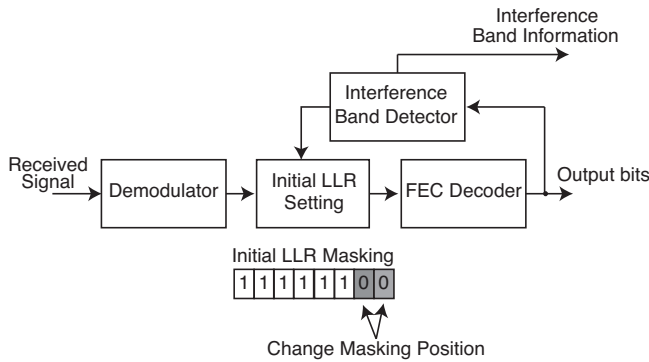 Interference
Band Information
Interference
Band Detector
Received
Signal
Demodulator
Initial LLR
Setting
FEC Decoder
Output bits
Initial LLR Masking
1 1 1 1 1 1 0 0
Change Masking Position